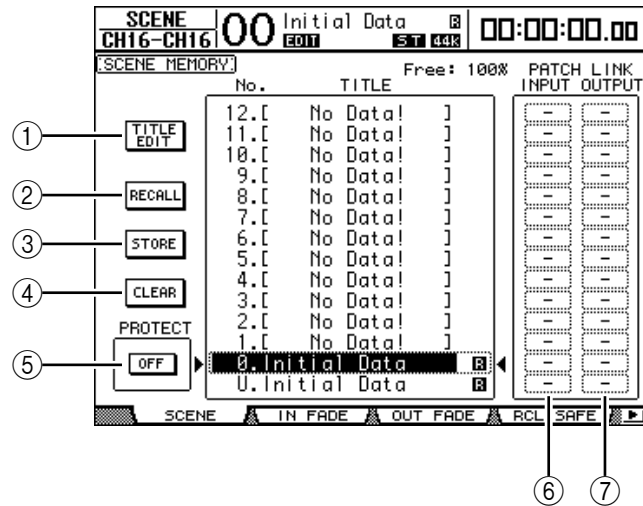 SCENE
CH16-CH16
00
Initial Data R
EDIT ST 44k
00:00:00.00
SCENE MEMORY
Free: 100%
PATCH LINK
No. TITLE
INPUT OUTPUT
① TITLE EDIT
② RECALL
③ STORE
④ CLEAR
PROTECT
⑤ OFF
12.[ No Data! ] - -
11.[ No Data! ] - -
10.[ No Data! ] - -
9.[ No Data! ] - -
8.[ No Data! ] - -
7.[ No Data! ] - -
6.[ No Data! ] - -
5.[ No Data! ] - -
4.[ No Data! ] - -
3.[ No Data! ] - -
2.[ No Data! ] - -
1.[ No Data! ] - -
0.Initial Data R - -
U.Initial Data R - -
SCENE IN FADE OUT FADE RCL SAFE
⑥ ⑦